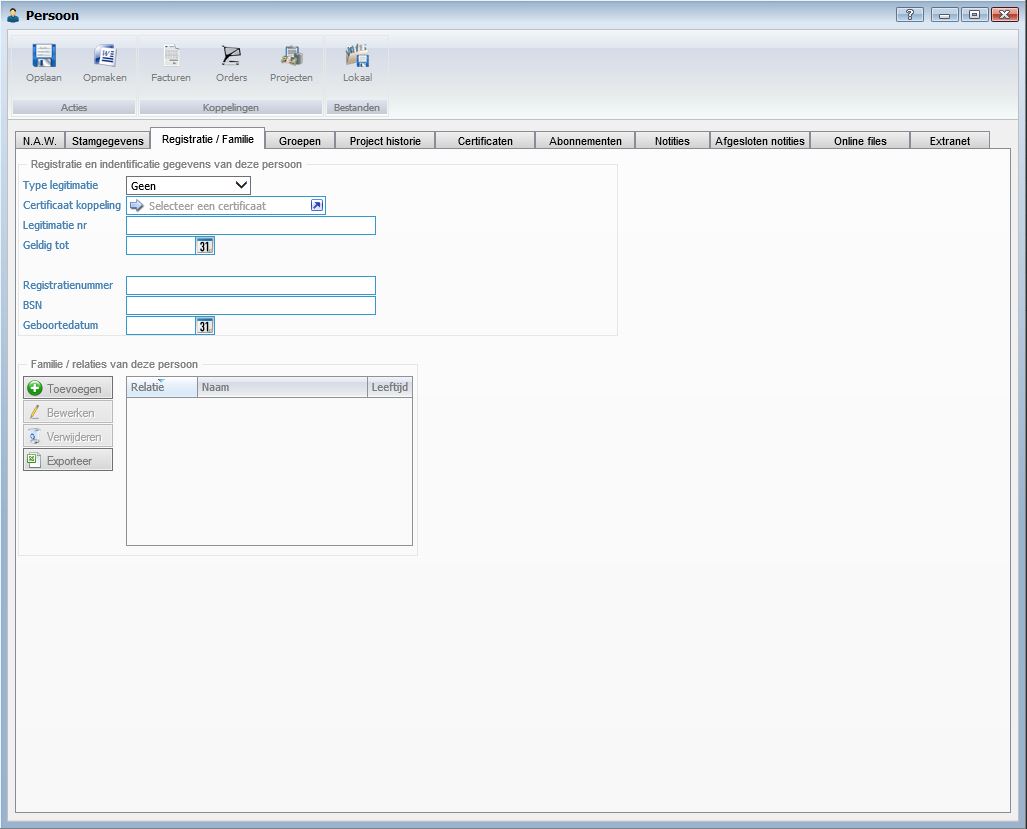 Persoon
?
Opslaan Opmaken Facturen Orders Projecten Lokaal
Acties Koppelingen Bestanden
N.A.W. Stamgegevens Registratie / Familie Groepen Project historie Certificaten Abonnementen Notities Afgesloten notities Online files Extranet
Registratie en indentificatie gegevens van deze persoon
Type legitimatie Geen
Certificaat koppeling Selecteer een certificaat
Legitimatie nr
Geldig tot 31
Registratienummer
BSN
Geboortedatum 31
Familie / relaties van deze persoon
Toevoegen Relatie Naam Leeftijd
Bewerken
Verwijderen
Exporteer